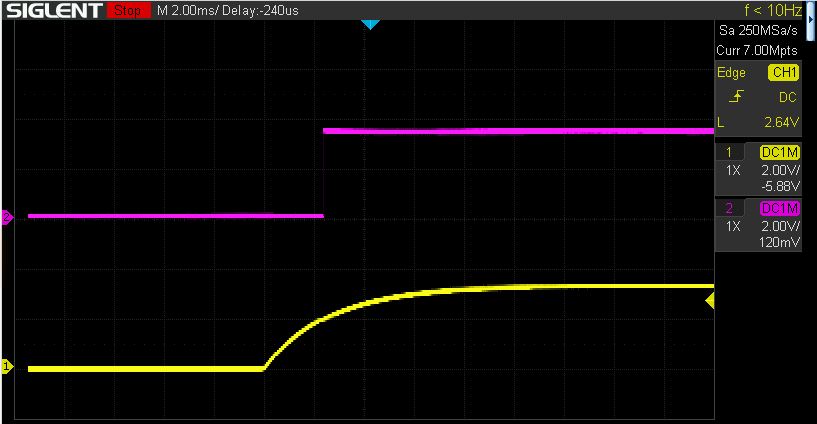 SIGLENT Stop M 2.00ms/ Delay:-240us f < 10Hz
Sa 250MSa/s
Curr 7.00Mpts
Edge CH1
DC
L 2.64V
1 DC1M
1X 2.00V/
-5.88V
2 DC1M
1X 2.00V/
120mV
2
1